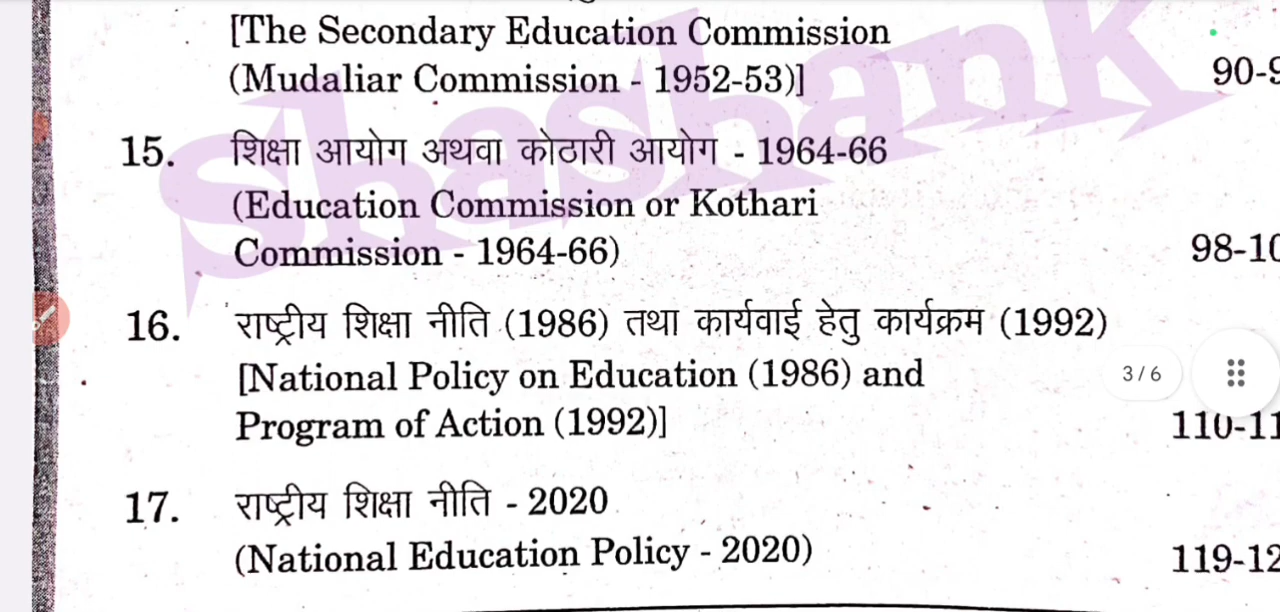 [The Secondary Education Commission
(Mudaliar Commission - 1952-53)]
90-9
15. शिक्षा आयोग अथवा कोठारी आयोग - 1964-66
(Education Commission or Kothari
Commission - 1964-66)
98-10
16. राष्ट्रीय शिक्षा नीति (1986) तथा कार्यवाई हेतु कार्यक्रम (1992)
[National Policy on Education (1986) and
3/6
Program of Action (1992)]
110-11
17. राष्ट्रीय शिक्षा नीति - 2020
(National Education Policy - 2020)
119-12
Shashank